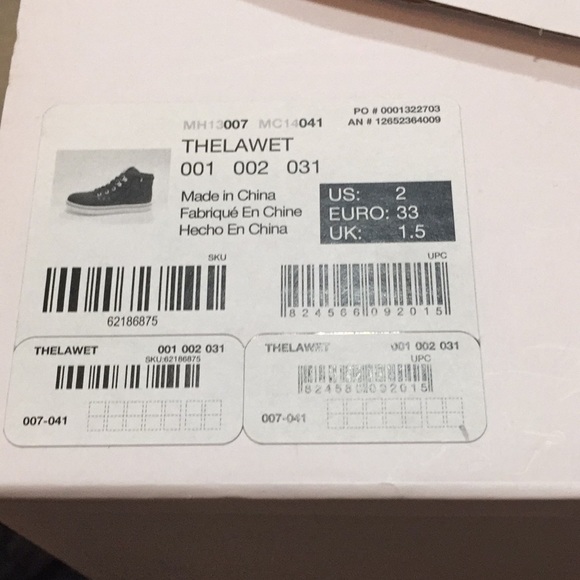 MH13007 MC14041
PO # 0001322703
AN # 12652364009
THELAWET
001 002 031
Made in China
Fabriqué En Chine
Hecho En China
US: 2
EURO: 33
UK: 1.5
SKU
62186875
UPC
8 24566 09201 5
THELAWET 001 002 031
SKU:62186875
007-041
THELAWET 001 002 031
UPC
007-041